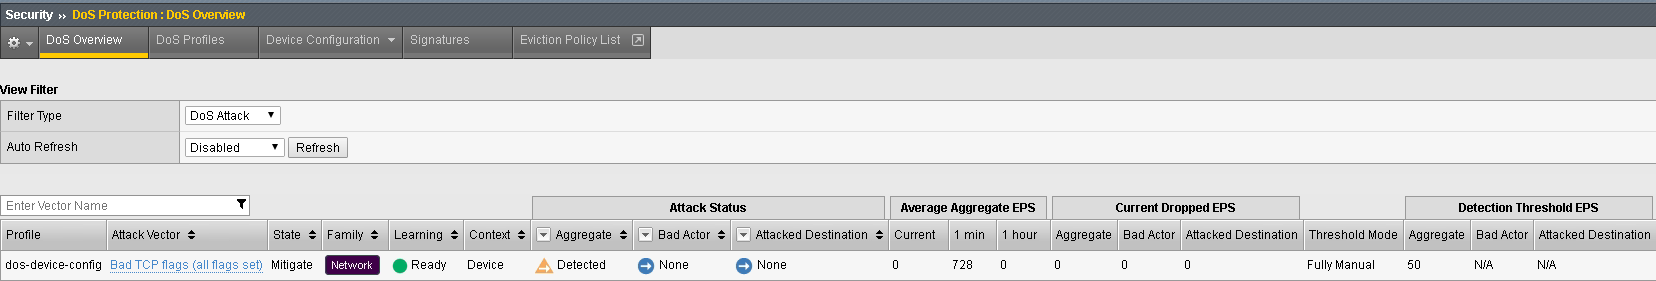 Security ›› DoS Protection : DoS Overview
DoS Overview DoS Profiles Device Configuration Signatures Eviction Policy List
View Filter
Filter Type DoS Attack
Auto Refresh Disabled Refresh
Enter Vector Name Attack Status Average Aggregate EPS Current Dropped EPS Detection Threshold EPS
Profile Attack Vector State Family Learning Context Aggregate Bad Actor Attacked Destination Current 1 min 1 hour Aggregate Bad Actor Attacked Destination Threshold Mode Aggregate Bad Actor Attacked Destination
dos-device-config Bad TCP flags (all flags set) Mitigate Network Ready Device Detected None None 0 728 0 0 0 0 Fully Manual 50 N/A N/A